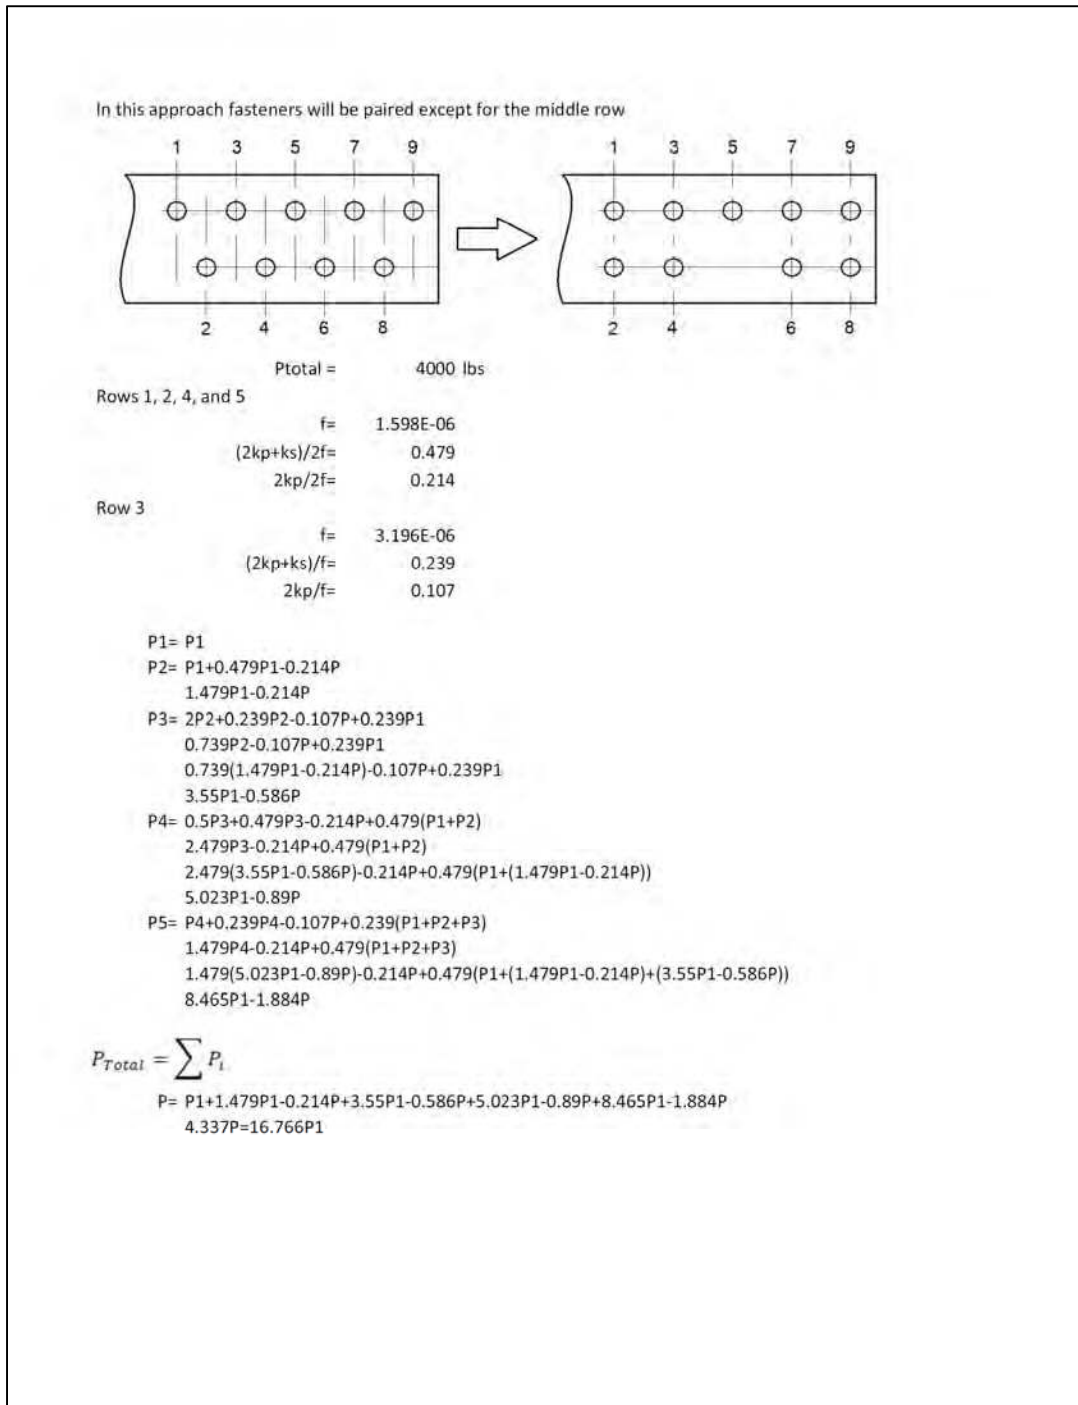 In this approach fasteners will be paired except for the middle row
1 3 5 7 9 1 3 5 7 9
2 4 6 8 2 4 6 8
Ptotal = 4000 lbs
Rows 1, 2, 4, and 5
f= 1.598E-06
(2kp+ks)/2f= 0.479
2kp/2f= 0.214
Row 3
f= 3.196E-06
(2kp+ks)/f= 0.239
2kp/f= 0.107
P1= P1
P2= P1+0.479P1-0.214P
1.479P1-0.214P
P3= 2P2+0.239P2-0.107P+0.239P1
0.739P2-0.107P+0.239P1
0.739(1.479P1-0.214P)-0.107P+0.239P1
3.55P1-0.586P
P4= 0.5P3+0.479P3-0.214P+0.479(P1+P2)
2.479P3-0.214P+0.479(P1+P2)
2.479(3.55P1-0.586P)-0.214P+0.479(P1+(1.479P1-0.214P))
5.023P1-0.89P
P5= P4+0.239P4-0.107P+0.239(P1+P2+P3)
1.479P4-0.214P+0.479(P1+P2+P3)
1.479(5.023P1-0.89P)-0.214P+0.479(P1+(1.479P1-0.214P)+(3.55P1-0.586P))
8.465P1-1.884P
P_Total = ∑ P_i
P= P1+1.479P1-0.214P+3.55P1-0.586P+5.023P1-0.89P+8.465P1-1.884P
4.337P=16.766P1